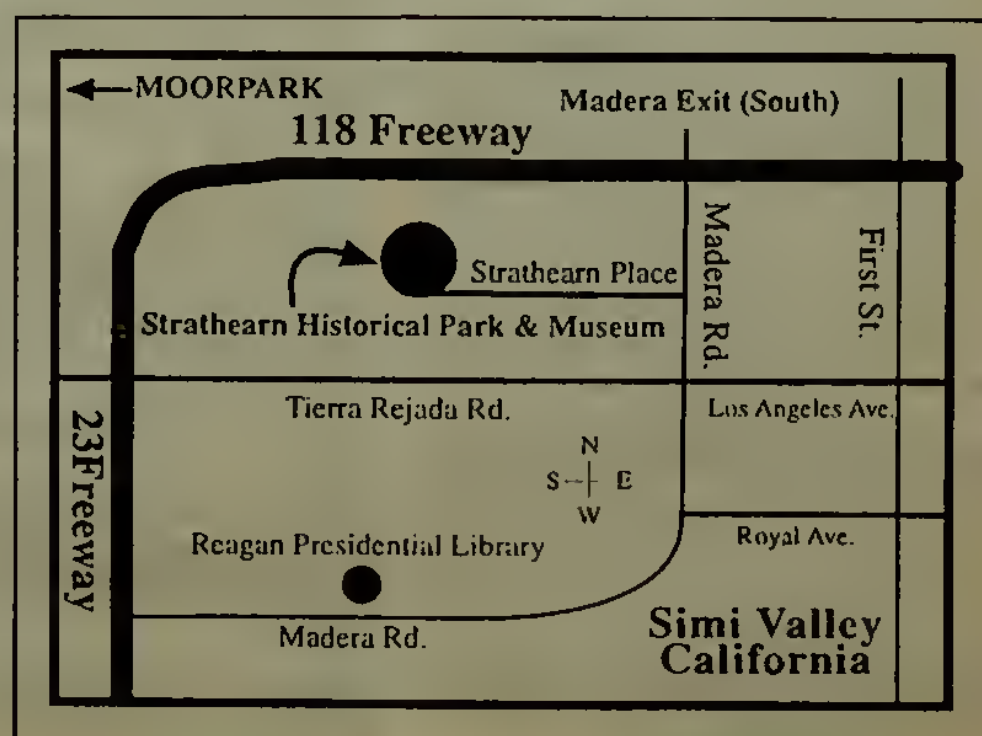 MOORPARK
Madera Exit (South)
118 Freeway
Strathearn Place
Madera Rd.
First St.
Strathearn Historical Park & Museum
Tierra Rejada Rd.
Los Angeles Ave.
23Freeway
N
S E
W
Reagan Presidential Library
Royal Ave.
Madera Rd.
Simi Valley
California